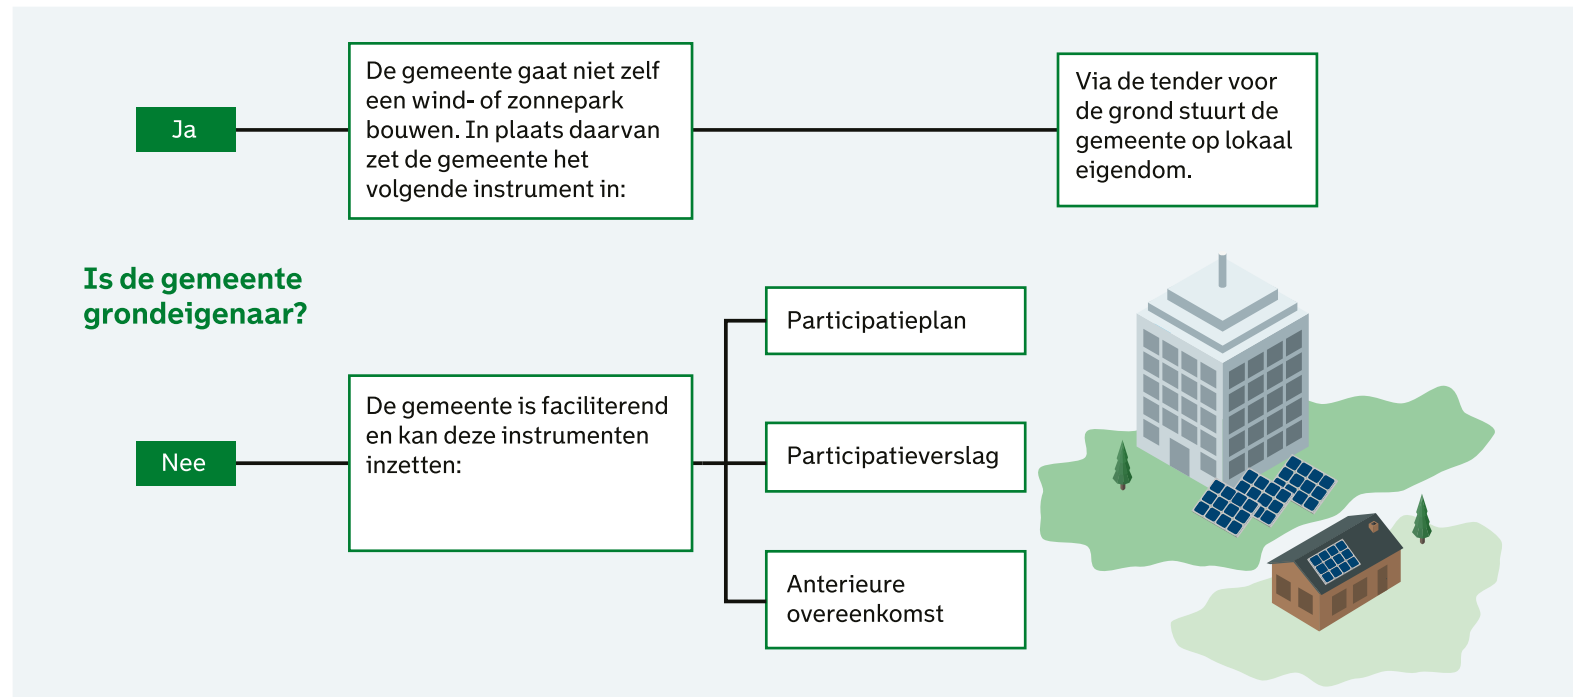 Ja
De gemeente gaat niet zelf
een wind- of zonnepark
bouwen. In plaats daarvan
zet de gemeente het
volgende instrument in:
Via de tender voor
de grond stuurt de
gemeente op lokaal
eigendom.
Is de gemeente
grondeigenaar?
Nee
De gemeente is faciliterend
en kan deze instrumenten
inzetten:
Participatieplan
Participatieverslag
Anterieure
overeenkomst